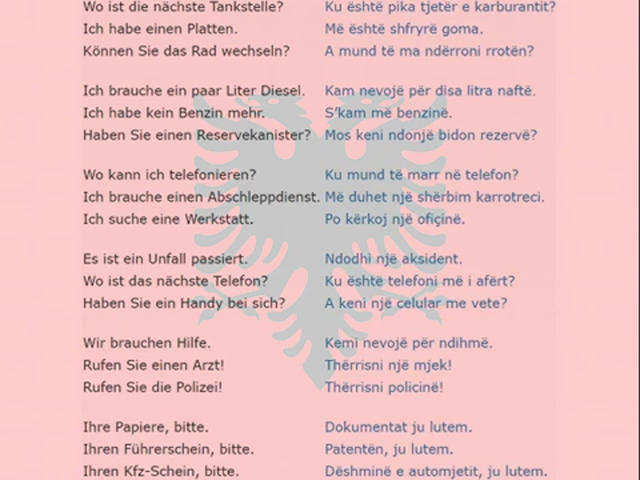 Wo ist die nächste Tankstelle? Ku është pika tjetër e karburantit?
Ich habe einen Platten. Më është shfryrë goma.
Können Sie das Rad wechseln? A mund të ma ndërroni rrotën?
Ich brauche ein paar Liter Diesel. Kam nevojë për disa litra naftë.
Ich habe kein Benzin mehr. S'kam më benzinë.
Haben Sie einen Reservekanister? Mos keni ndonjë bidon rezervë?
Wo kann ich telefonieren? Ku mund të marr në telefon?
Ich brauche einen Abschleppdienst. Më duhet një shërbim karrotreci.
Ich suche eine Werkstatt. Po kërkoj një ofiçinë.
Es ist ein Unfall passiert. Ndodhi një aksident.
Wo ist das nächste Telefon? Ku është telefoni më i afërt?
Haben Sie ein Handy bei sich? A keni një celular me vete?
Wir brauchen Hilfe. Kemi nevojë për ndihmë.
Rufen Sie einen Arzt! Thërrisni një mjek!
Rufen Sie die Polizei! Thërrisni policinë!
Ihre Papiere, bitte. Dokumentat ju lutem.
Ihren Führerschein, bitte. Patentën, ju lutem.
Ihren Kfz-Schein, bitte. Dëshminë e automjetit, ju lutem.